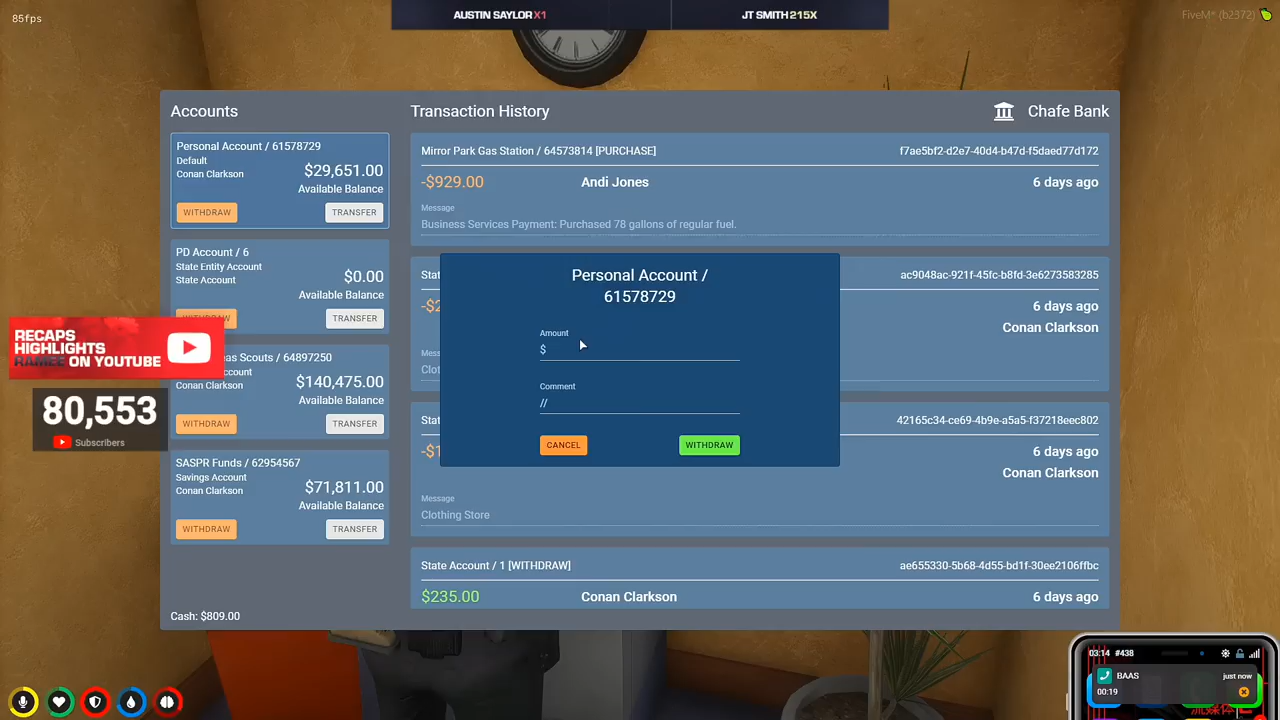 85fps
AUSTIN SAYLOR X1
JT SMITH 215X
FiveM* (b2372)
Accounts
Transaction History
Chafe Bank
Personal Account / 61578729
Default
Conan Clarkson
$29,651.00
Available Balance
WITHDRAW
TRANSFER
PD Account / 6
State Entity Account
State Account
$0.00
Available Balance
TRANSFER
RECAPS
HIGHLIGHTS
RAMEE ON YOUTUBE
80,553
Subscribers
Scouts / 64897250
Conan Clarkson
$140,475.00
Available Balance
WITHDRAW
TRANSFER
SASPR Funds / 62954567
Savings Account
Conan Clarkson
$71,811.00
Available Balance
WITHDRAW
TRANSFER
Cash: $809.00
Mirror Park Gas Station / 64573814 [PURCHASE]
f7ae5bf2-d2e7-40d4-b47d-f5daed77d172
-$929.00
Andi Jones
6 days ago
Message
Business Services Payment: Purchased 78 gallons of regular fuel.
ac9048ac-921f-45fc-b8fd-3e6273583285
6 days ago
Conan Clarkson
Personal Account /
61578729
Amount
$
Comment
//
CANCEL
WITHDRAW
42165c34-ce69-4b9e-a5a5-f37218eec802
6 days ago
Conan Clarkson
Message
Clothing Store
State Account / 1 [WITHDRAW]
ae655330-5b68-4d55-bd1f-30ee2106ffbc
$235.00
Conan Clarkson
6 days ago
03:14 #438
BAAS
just now
00:19